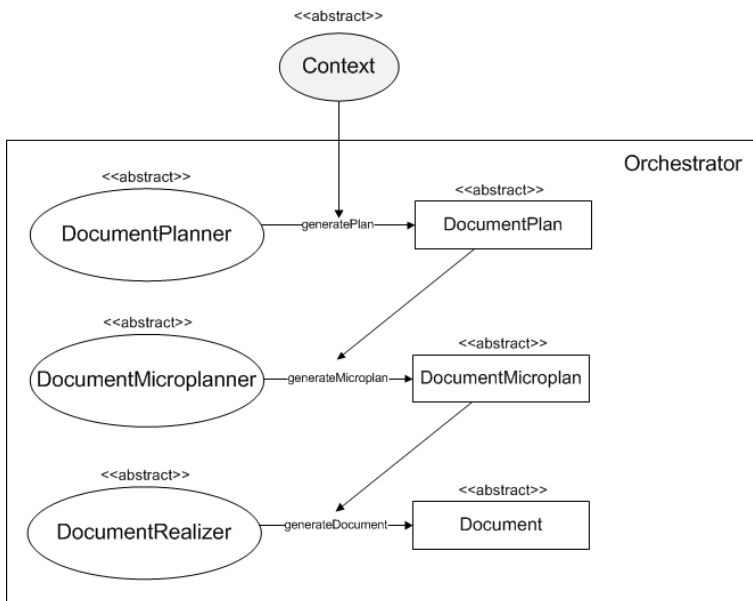 <<abstract>>
Context
Orchestrator
<<abstract>>
<<abstract>>
DocumentPlanner
generatePlan
DocumentPlan
<<abstract>>
<<abstract>>
DocumentMicroplanner
generateMicroplan
DocumentMicroplan
<<abstract>>
<<abstract>>
DocumentRealizer
generateDocument
Document